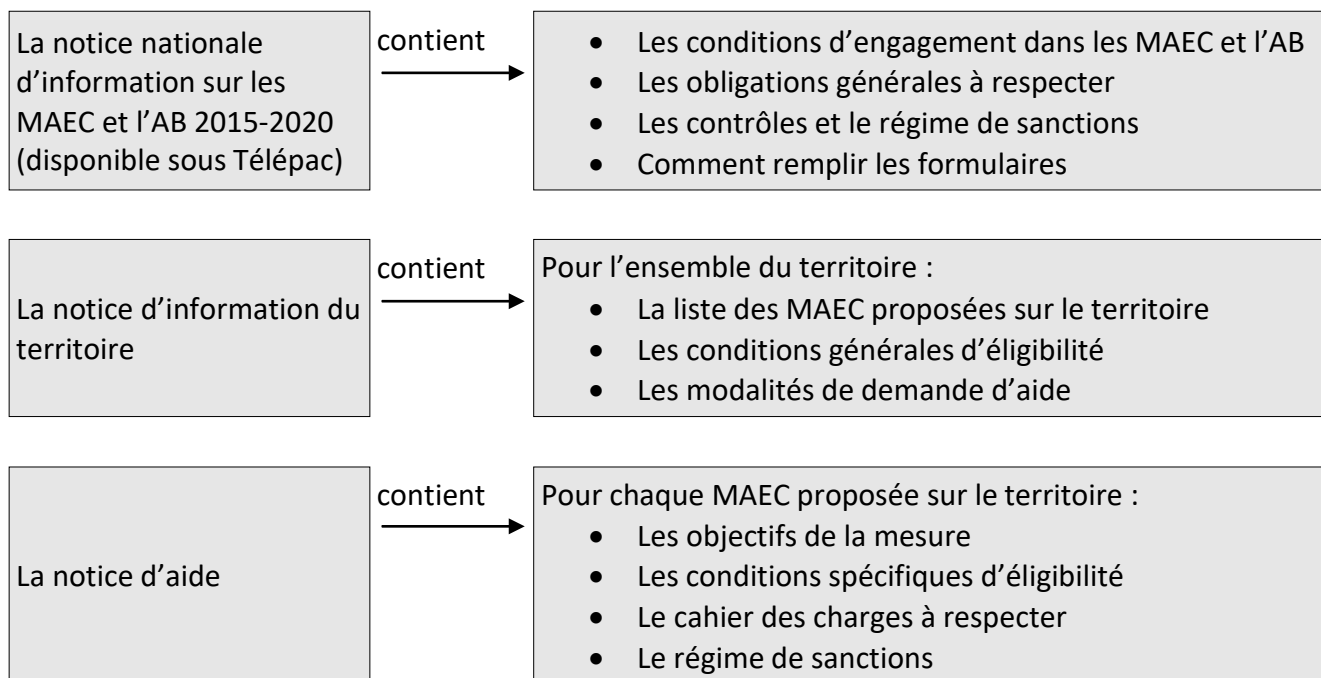 La notice nationale
d’information sur les
MAEC et l’AB 2015-2020
(disponible sous Télépac)
contient
• Les conditions d’engagement dans les MAEC et l’AB
• Les obligations générales à respecter
• Les contrôles et le régime de sanctions
• Comment remplir les formulaires
La notice d’information du
territoire
contient
Pour l’ensemble du territoire :
• La liste des MAEC proposées sur le territoire
• Les conditions générales d’éligibilité
• Les modalités de demande d’aide
La notice d’aide
contient
Pour chaque MAEC proposée sur le territoire :
• Les objectifs de la mesure
• Les conditions spécifiques d’éligibilité
• Le cahier des charges à respecter
• Le régime de sanctions